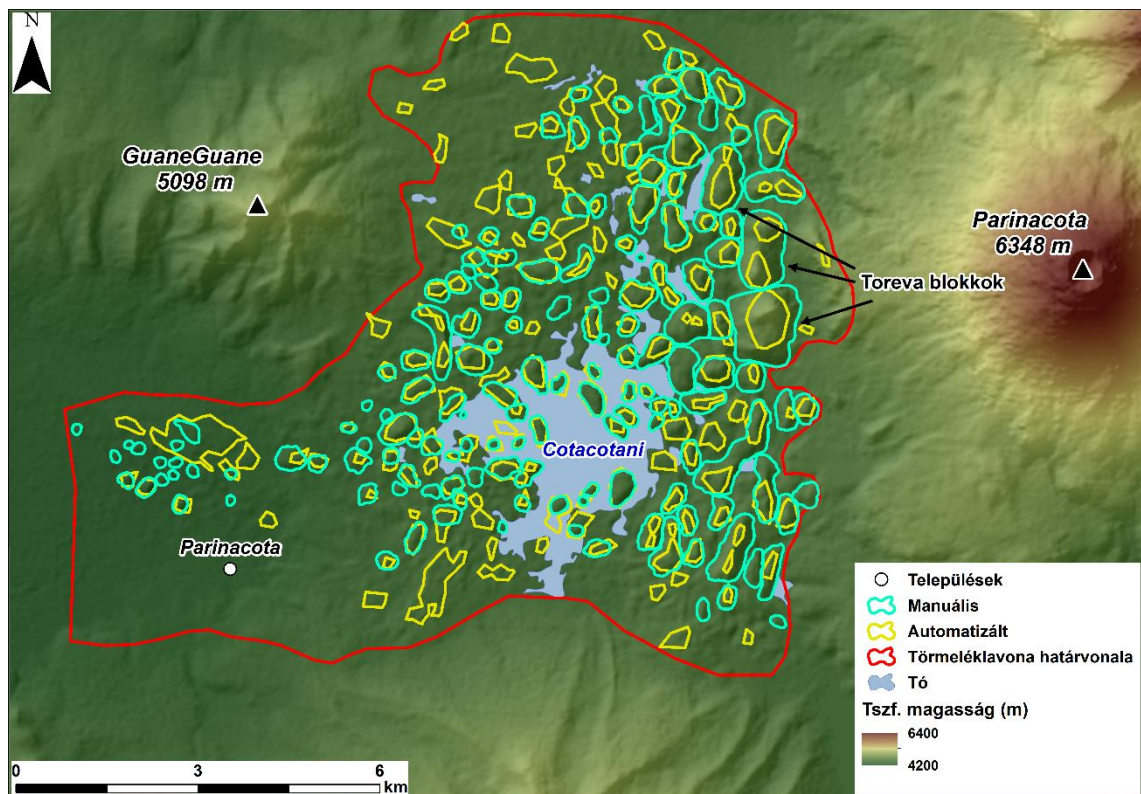 N
GuaneGuane
5098 m
Parinacota
6348 m
Toreva blokkok
Cotacotani
Parinacota
Települések
Manuális
Automatizált
Törmeléklavona határvonala
Tó
Tszf. magasság (m)
6400
4200
0 3 6
km